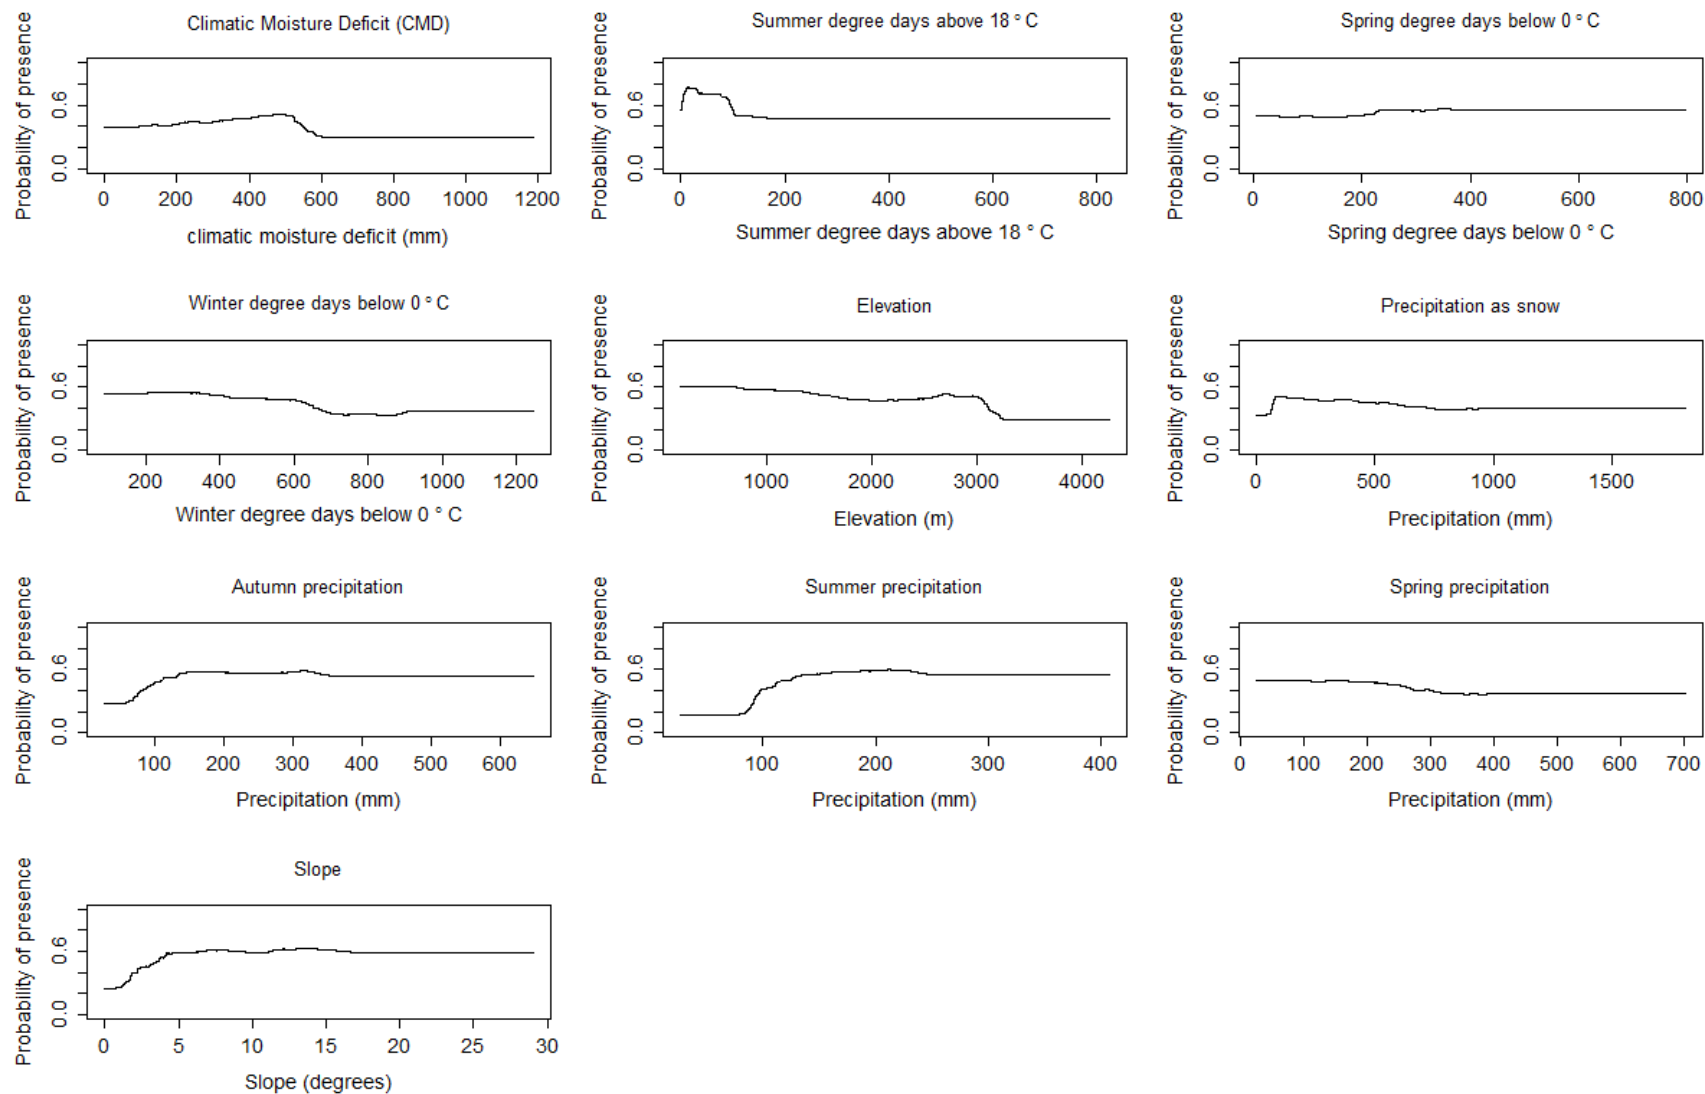 Climatic Moisture Deficit (CMD)
Probability of presence
0.0 0.6
0 200 400 600 800 1000 1200
climatic moisture deficit (mm)
Summer degree days above 18 ° C
Probability of presence
0.0 0.6
0 200 400 600 800
Summer degree days above 18 ° C
Spring degree days below 0 ° C
Probability of presence
0.0 0.6
0 200 400 600 800
Spring degree days below 0 ° C
Winter degree days below 0 ° C
Probability of presence
0.0 0.6
200 400 600 800 1000 1200
Winter degree days below 0 ° C
Elevation
Probability of presence
0.0 0.6
1000 2000 3000 4000
Elevation (m)
Precipitation as snow
Probability of presence
0.0 0.6
0 500 1000 1500
Precipitation (mm)
Autumn precipitation
Probability of presence
0.0 0.6
100 200 300 400 500 600
Precipitation (mm)
Summer precipitation
Probability of presence
0.0 0.6
100 200 300 400
Precipitation (mm)
Spring precipitation
Probability of presence
0.0 0.6
0 100 200 300 400 500 600 700
Precipitation (mm)
Slope
Probability of presence
0.0 0.6
0 5 10 15 20 25 30
Slope (degrees)